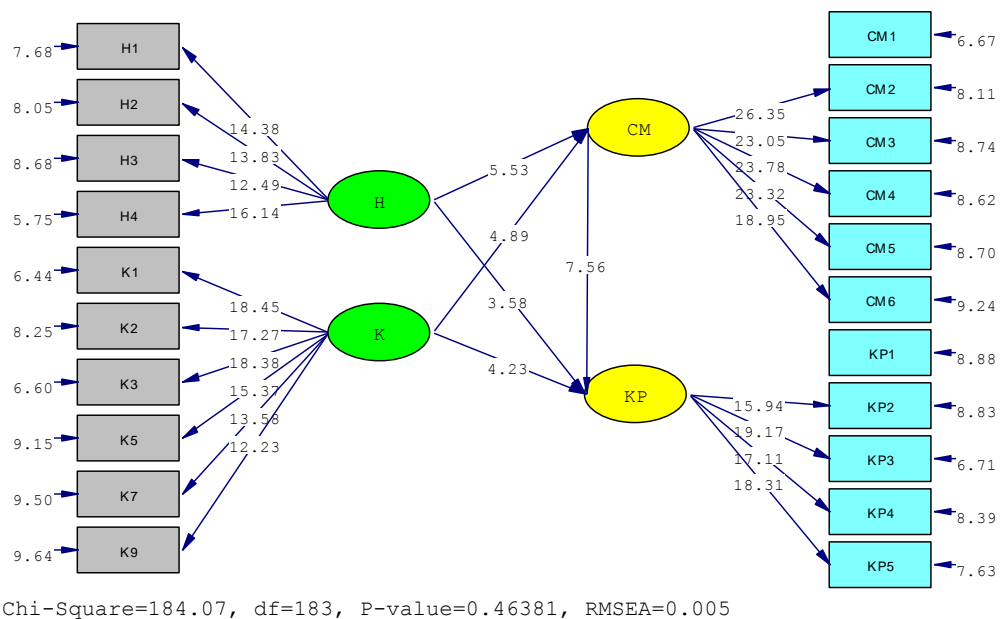 7.68 H1
8.05 H2
8.68 H3
5.75 H4
6.44 K1
8.25 K2
6.60 K3
9.15 K5
9.50 K7
9.64 K9
14.38
13.83
12.49
16.14
18.45
17.27
18.38
15.37
13.58
12.23
H
K
5.53
4.89
3.58
4.23
7.56
CM
KP
26.35
23.05
23.78
23.32
18.95
15.94
19.17
17.11
18.31
CM1 6.67
CM2 8.11
CM3 8.74
CM4 8.62
CM5 8.70
CM6 9.24
KP1 8.88
KP2 8.83
KP3 6.71
KP4 8.39
KP5 7.63
Chi-Square=184.07, df=183, P-value=0.46381, RMSEA=0.005